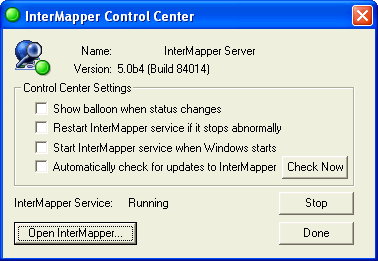 InterMapper Control Center
Name: InterMapper Server
Version: 5.0b4 (Build 84014)
Control Center Settings
Show balloon when status changes
Restart InterMapper service if it stops abnormally
Start InterMapper service when Windows starts
Automatically check for updates to InterMapper Check Now
InterMapper Service: Running Stop
Open InterMapper... Done